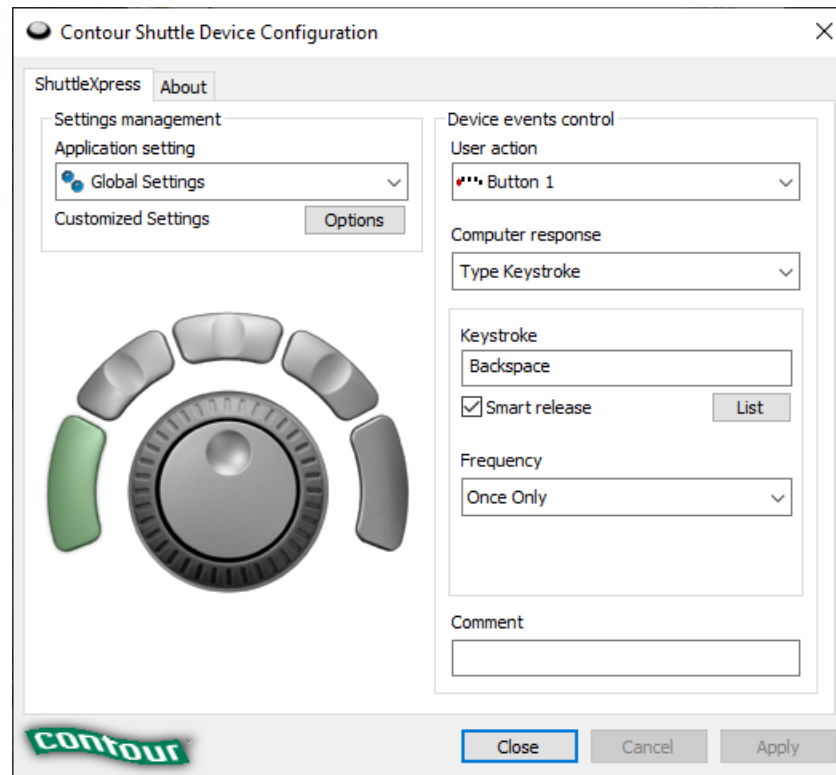 Contour Shuttle Device Configuration
ShuttleXpress
About
Settings management
Application setting
Global Settings
Customized Settings
Options
Device events control
User action
Button 1
Computer response
Type Keystroke
Keystroke
Backspace
Smart release
List
Frequency
Once Only
Comment
contour
Close
Cancel
Apply